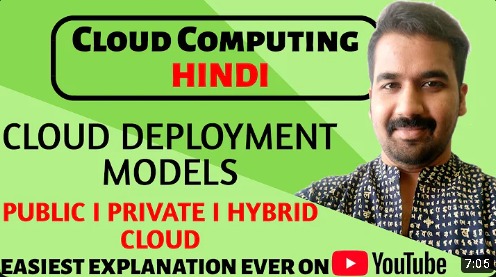 CLOUD COMPUTING
HINDI
CLOUD DEPLOYMENT
MODELS
PUBLIC I PRIVATE I HYBRID
CLOUD
EASIEST EXPLANATION EVER ON YouTube
7:05